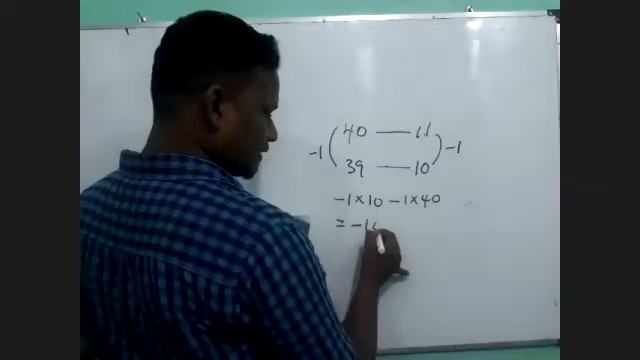 40 — 11
-1 ( ) -1
39 — 10
-1 × 10 - 1 × 40
= -1